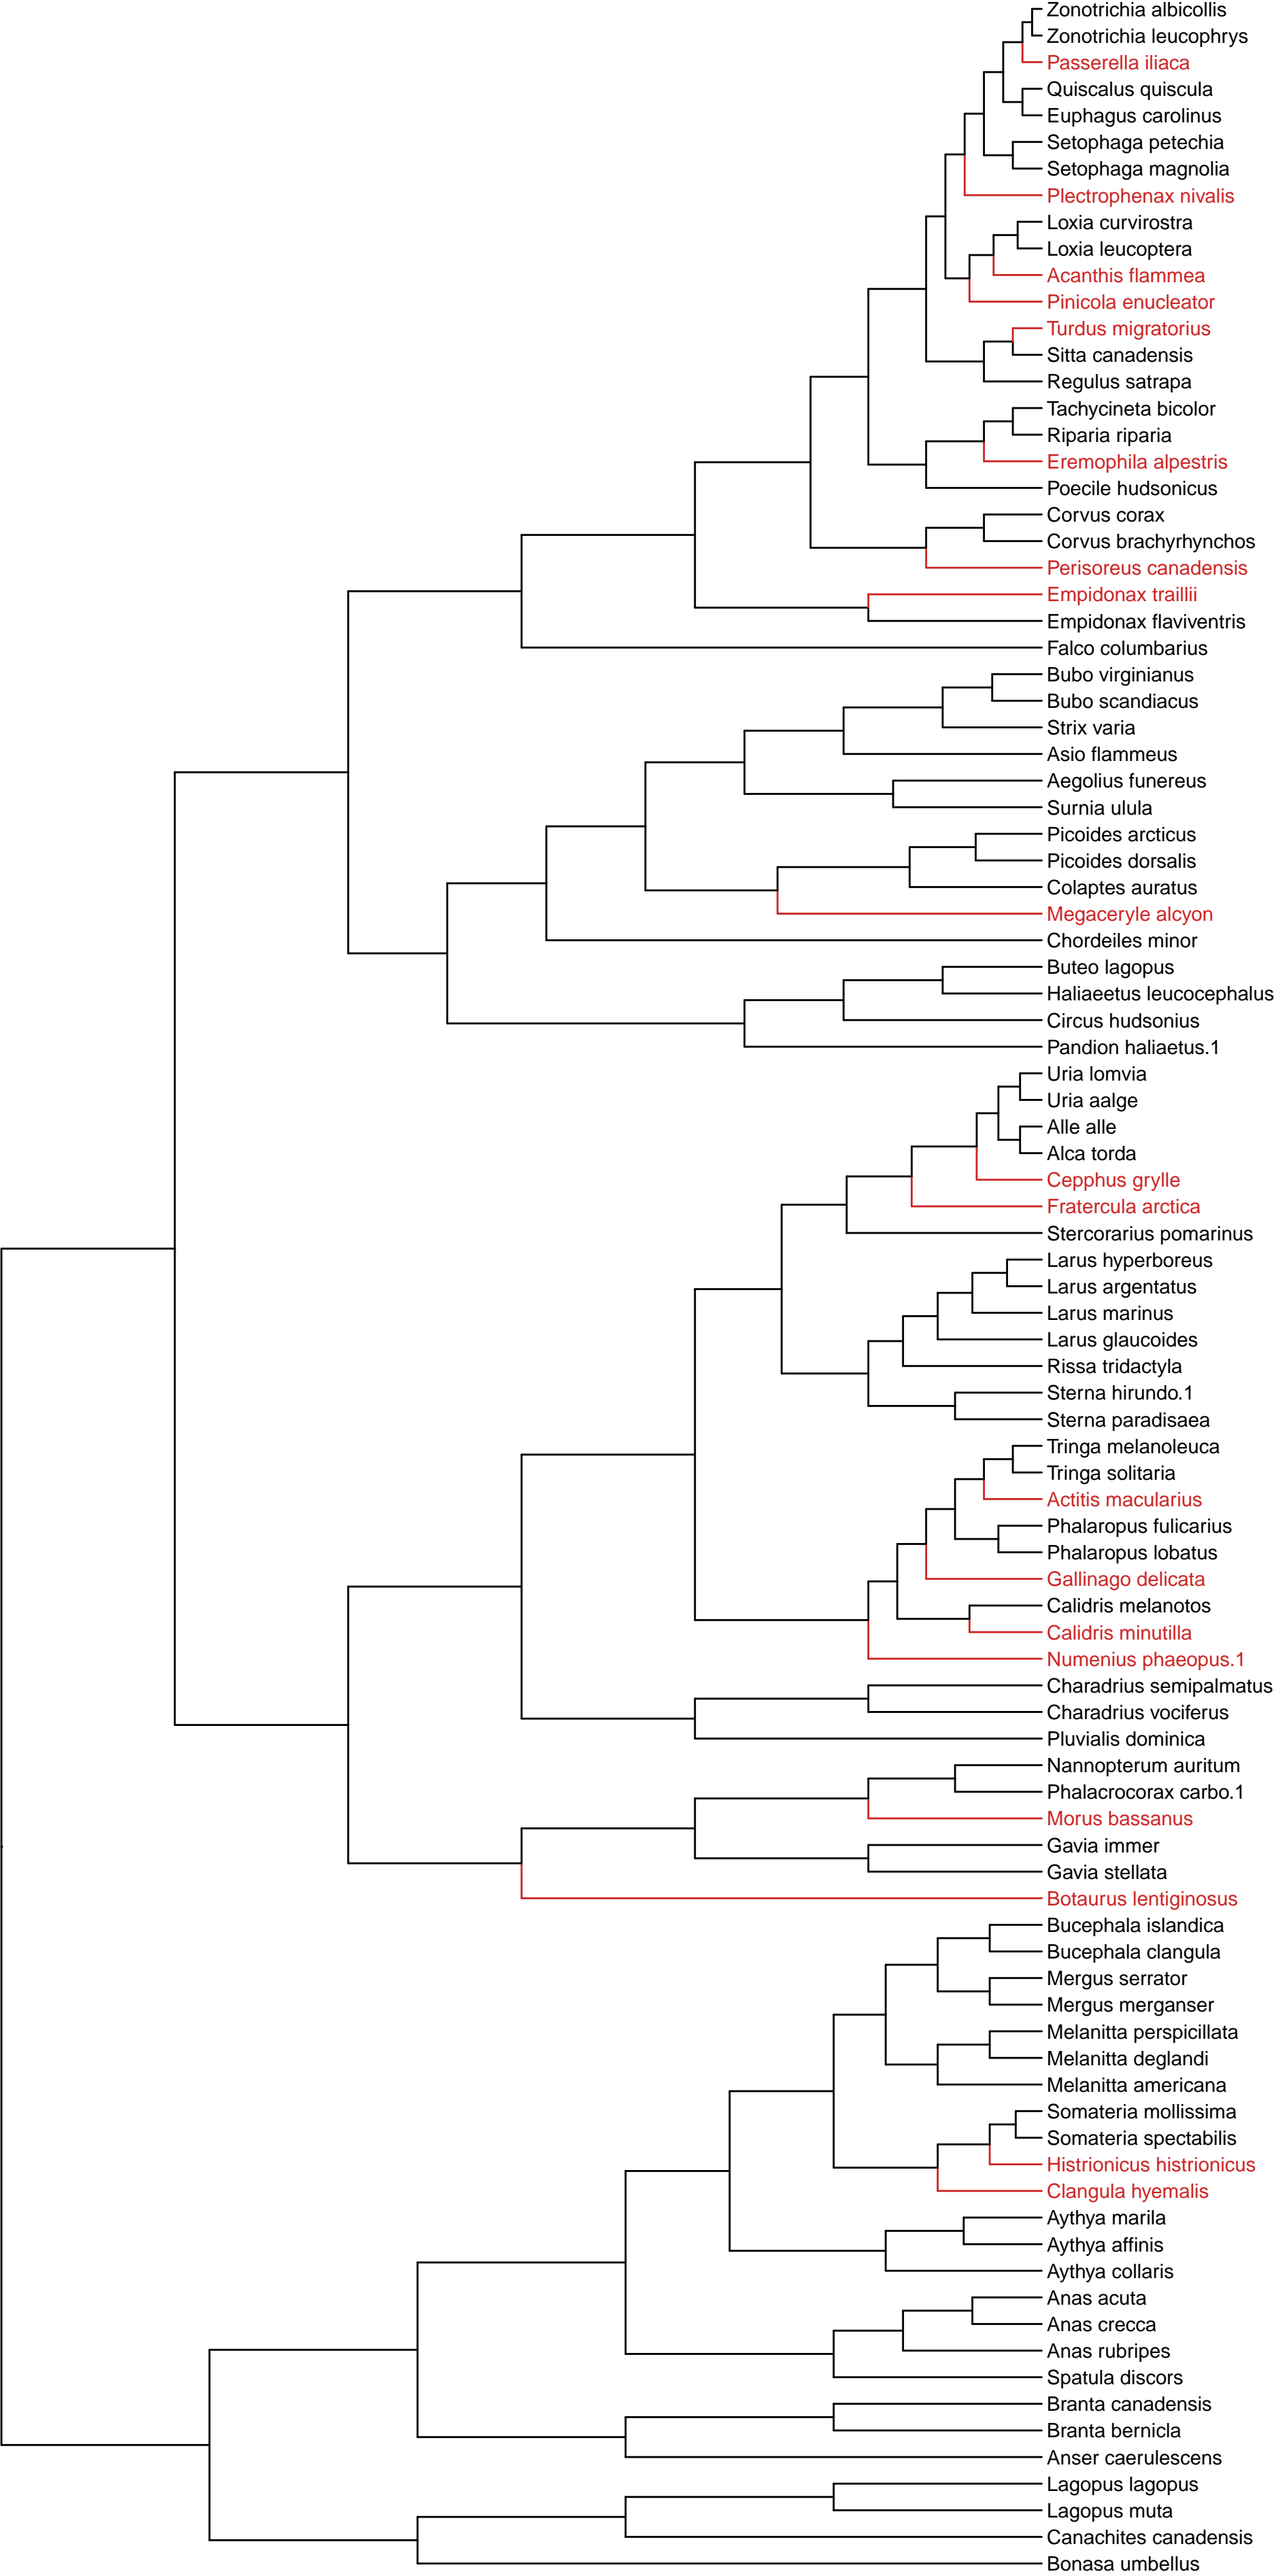 Zonotrichia albicollis
Zonotrichia leucophrys
Passerella iliaca
Quiscalus quiscula
Euphagus carolinus
Setophaga petechia
Setophaga magnolia
Plectrophenax nivalis
Loxia curvirostra
Loxia leucoptera
Acanthis flammea
Pinicola enucleator
Turdus migratorius
Sitta canadensis
Regulus satrapa
Tachycineta bicolor
Riparia riparia
Eremophila alpestris
Poecile hudsonicus
Corvus corax
Corvus brachyrhynchos
Perisoreus canadensis
Empidonax traillii
Empidonax flaviventris
Falco columbarius
Bubo virginianus
Bubo scandiacus
Strix varia
Asio flammeus
Aegolius funereus
Surnia ulula
Picoides arcticus
Picoides dorsalis
Colaptes auratus
Megaceryle alcyon
Chordeiles minor
Buteo lagopus
Haliaeetus leucocephalus
Circus hudsonius
Pandion haliaetus.1
Uria lomvia
Uria aalge
Alle alle
Alca torda
Cepphus grylle
Fratercula arctica
Stercorarius pomarinus
Larus hyperboreus
Larus argentatus
Larus marinus
Larus glaucoides
Rissa tridactyla
Sterna hirundo.1
Sterna paradisaea
Tringa melanoleuca
Tringa solitaria
Actitis macularius
Phalaropus fulicarius
Phalaropus lobatus
Gallinago delicata
Calidris melanotos
Calidris minutilla
Numenius phaeopus.1
Charadrius semipalmatus
Charadrius vociferus
Pluvialis dominica
Nannopterum auritum
Phalacrocorax carbo.1
Morus bassanus
Gavia immer
Gavia stellata
Botaurus lentiginosus
Bucephala islandica
Bucephala clangula
Mergus serrator
Mergus merganser
Melanitta perspicillata
Melanitta deglandi
Melanitta americana
Somateria mollissima
Somateria spectabilis
Histrionicus histrionicus
Clangula hyemalis
Aythya marila
Aythya affinis
Aythya collaris
Anas acuta
Anas crecca
Anas rubripes
Spatula discors
Branta canadensis
Branta bernicla
Anser caerulescens
Lagopus lagopus
Lagopus muta
Canachites canadensis
Bonasa umbellus